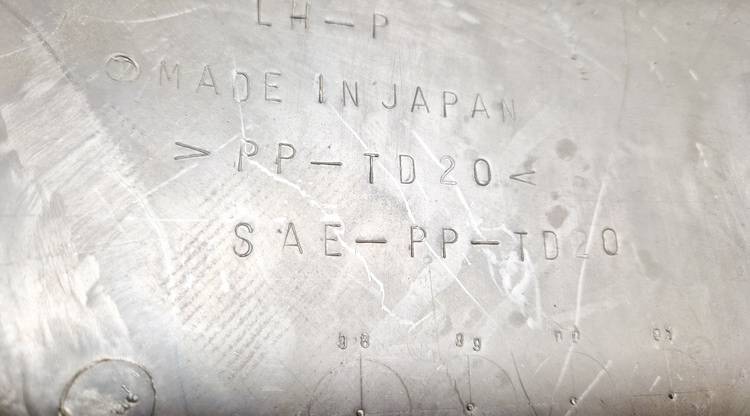 LH-P
MADE IN JAPAN
>PP-TD20<
SAE-PP-TD20
98 99 00 01